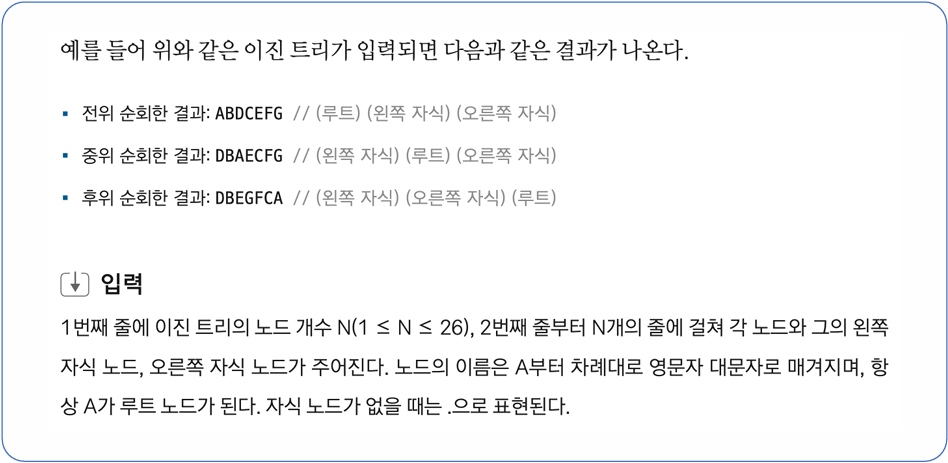 예를 들어 위와 같은 이진 트리가 입력되면 다음과 같은 결과가 나온다.
▪ 전위 순회한 결과: ABDCEFG // (루트) (왼쪽 자식) (오른쪽 자식)
▪ 중위 순회한 결과: DBAECFG // (왼쪽 자식) (루트) (오른쪽 자식)
▪ 후위 순회한 결과: DBEGFCA // (왼쪽 자식) (오른쪽 자식) (루트)
입력
1번째 줄에 이진 트리의 노드 개수 N(1 ≤ N ≤ 26), 2번째 줄부터 N개의 줄에 걸쳐 각 노드와 그의 왼쪽
자식 노드, 오른쪽 자식 노드가 주어진다. 노드의 이름은 A부터 차례대로 영문자 대문자로 매겨지며, 항
상 A가 루트 노드가 된다. 자식 노드가 없을 때는 .으로 표현된다.